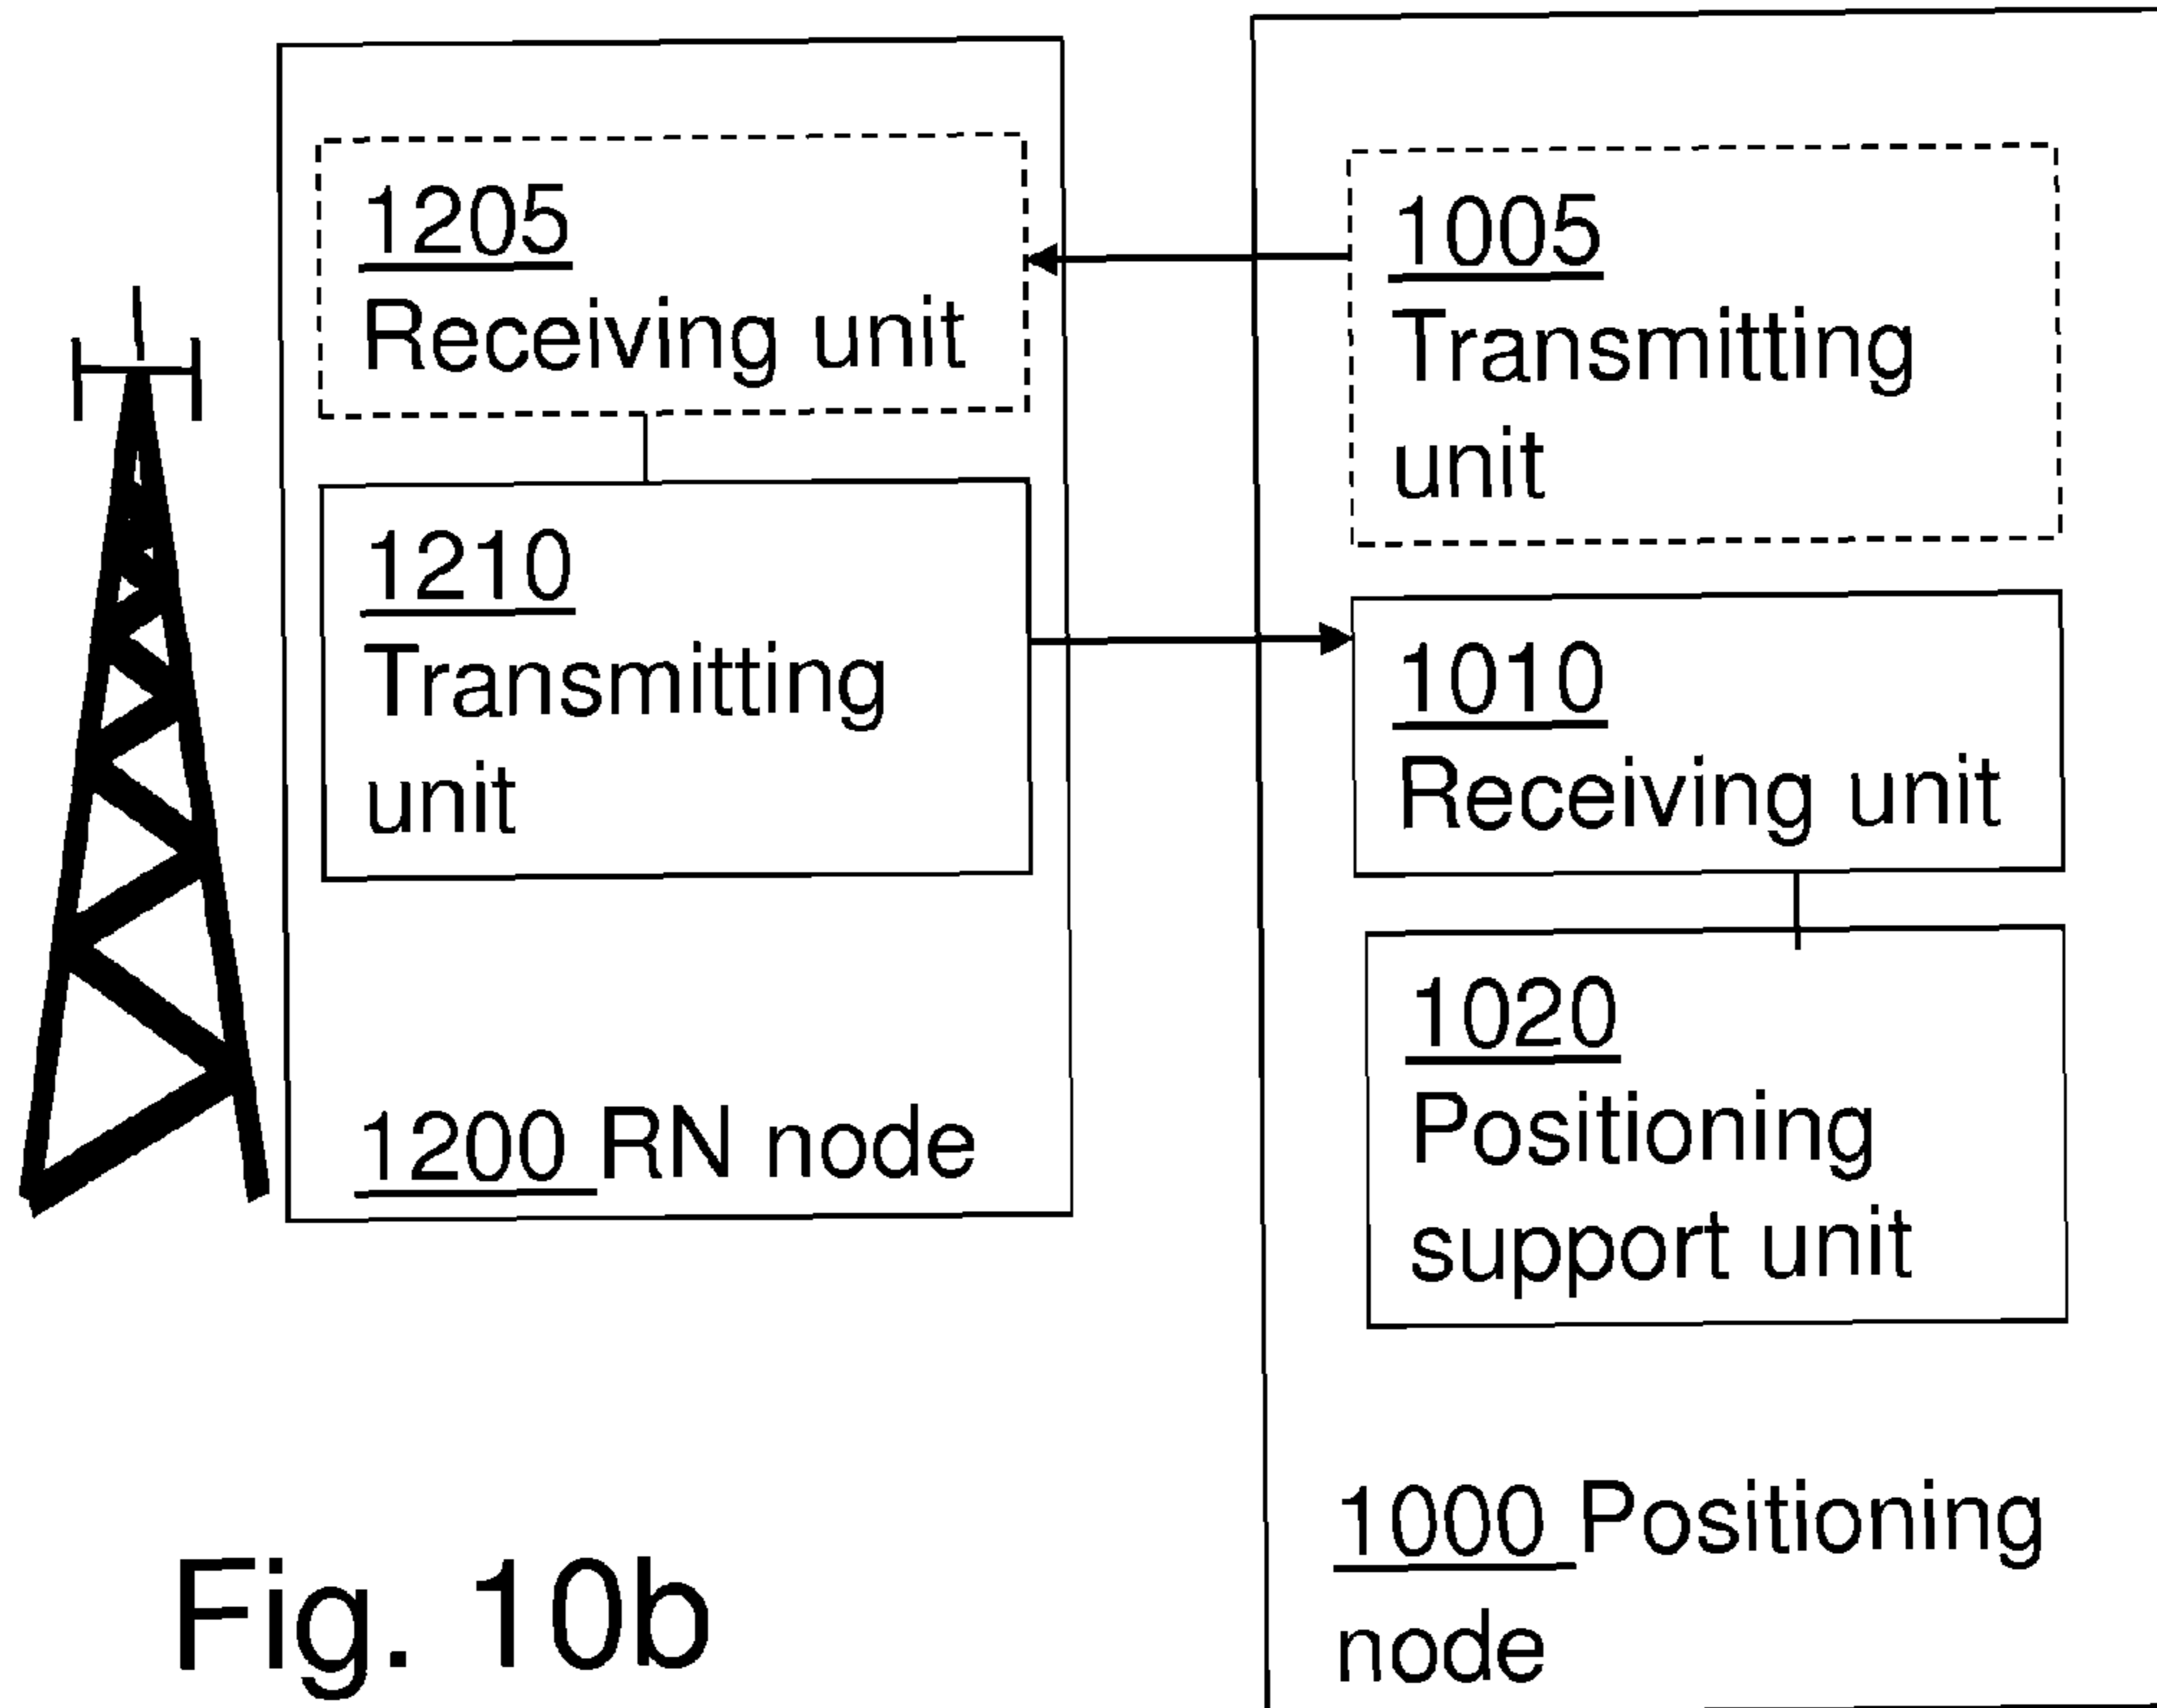 1205
Receiving unit
1210
Transmitting
unit
1200 RN node
1005
Transmitting
unit
1010
Receiving unit
1020
Positioning
support unit
1000 Positioning
node
Fig. 10b